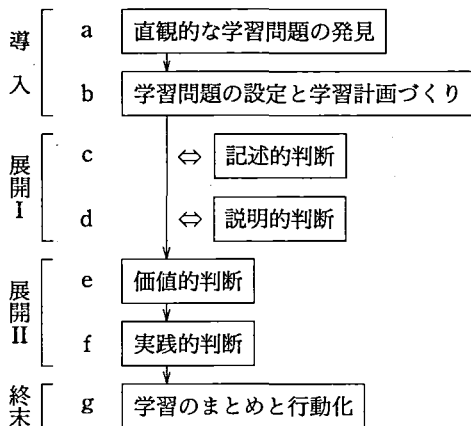 導入
a 直観的な学習問題の発見
b 学習問題の設定と学習計画づくり
展開I
c ⇔ 記述的判断
d ⇔ 説明的判断
展開II
e 価値的判断
f 実践的判断
終末
g 学習のまとめと行動化